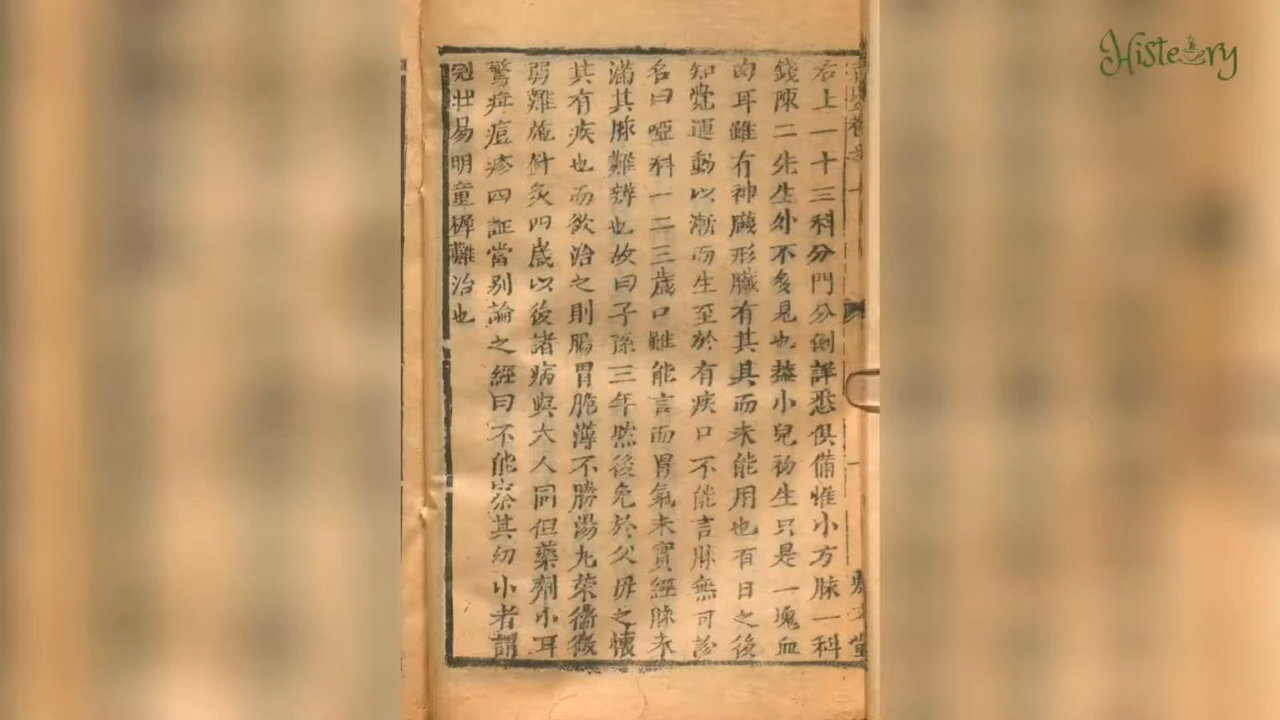 右上一十三科分門分例詳悉俱備惟小方脉一科
錢陳二先生外不多見也葢小兒初生只是一塊血
肉耳雖有神臟形臟有其具而未能用也百日之後
知覺運動以漸而生至於有疾口不能言脉無可診
名曰啞科一二三歲口雖能言而胃氣未實經脉未
滿其脉難辨也故曰子孫三年然後免於父母之懷
其有疾也而欲治之則腸胃脆薄不勝湯丸榮衞微
弱難施針灸四歲以後諸病與大人同但藥劑小耳
驚疳痘疹四証當別論之經曰不能察其幼小者謂
壯易明童稺難治也
Histeory